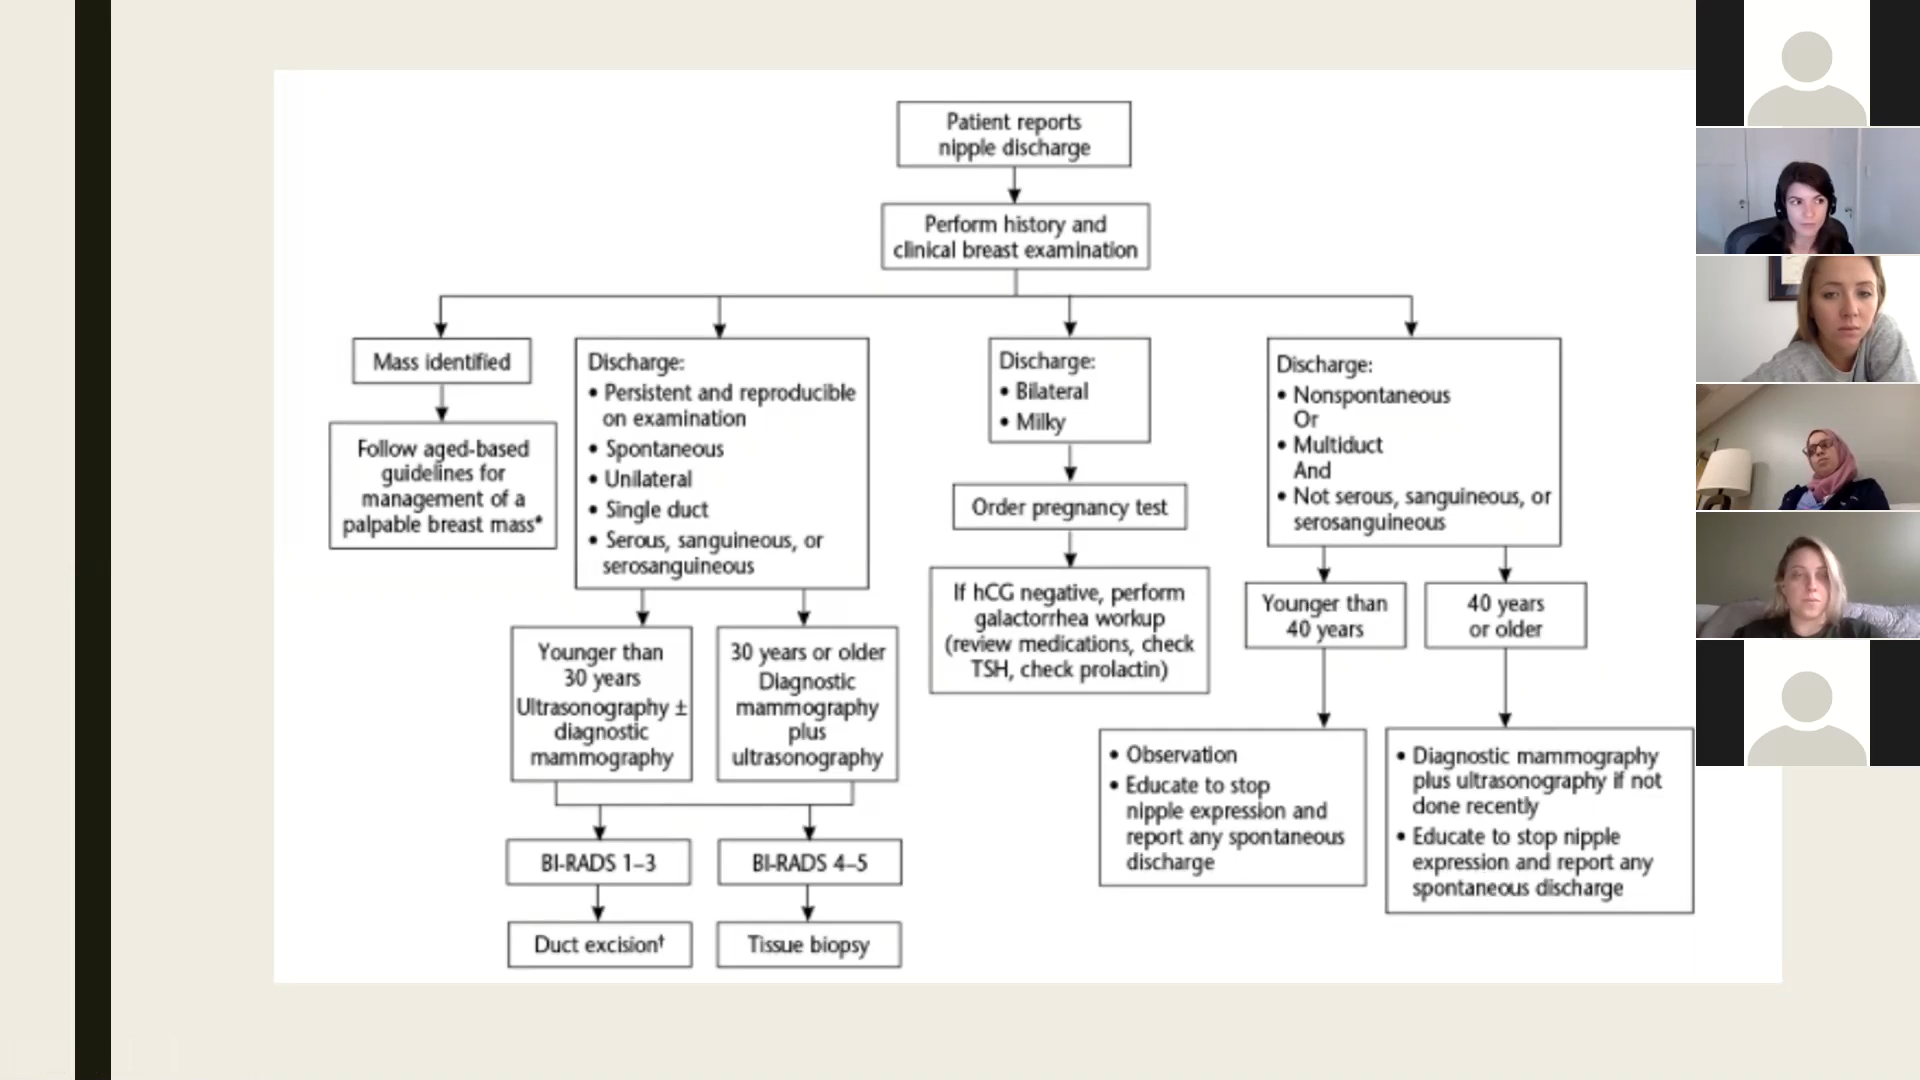 Patient reports
nipple discharge
Perform history and
clinical breast examination
Mass identified
Follow aged-based
guidelines for
management of a
palpable breast mass*
Discharge:
• Persistent and reproducible
on examination
• Spontaneous
• Unilateral
• Single duct
• Serous, sanguineous, or
serosanguineous
Younger than
30 years
Ultrasonography ±
diagnostic
mammography
30 years or older
Diagnostic
mammography
plus
ultrasonography
BI-RADS 1–3
BI-RADS 4–5
Duct excision†
Tissue biopsy
Discharge:
• Bilateral
• Milky
Order pregnancy test
If hCG negative, perform
galactorrhea workup
(review medications, check
TSH, check prolactin)
Discharge:
• Nonspontaneous
Or
• Multiduct
And
• Not serous, sanguineous, or
serosanguineous
Younger than
40 years
40 years
or older
• Observation
• Educate to stop
nipple expression and
report any spontaneous
discharge
• Diagnostic mammography
plus ultrasonography if not
done recently
• Educate to stop nipple
expression and report any
spontaneous discharge